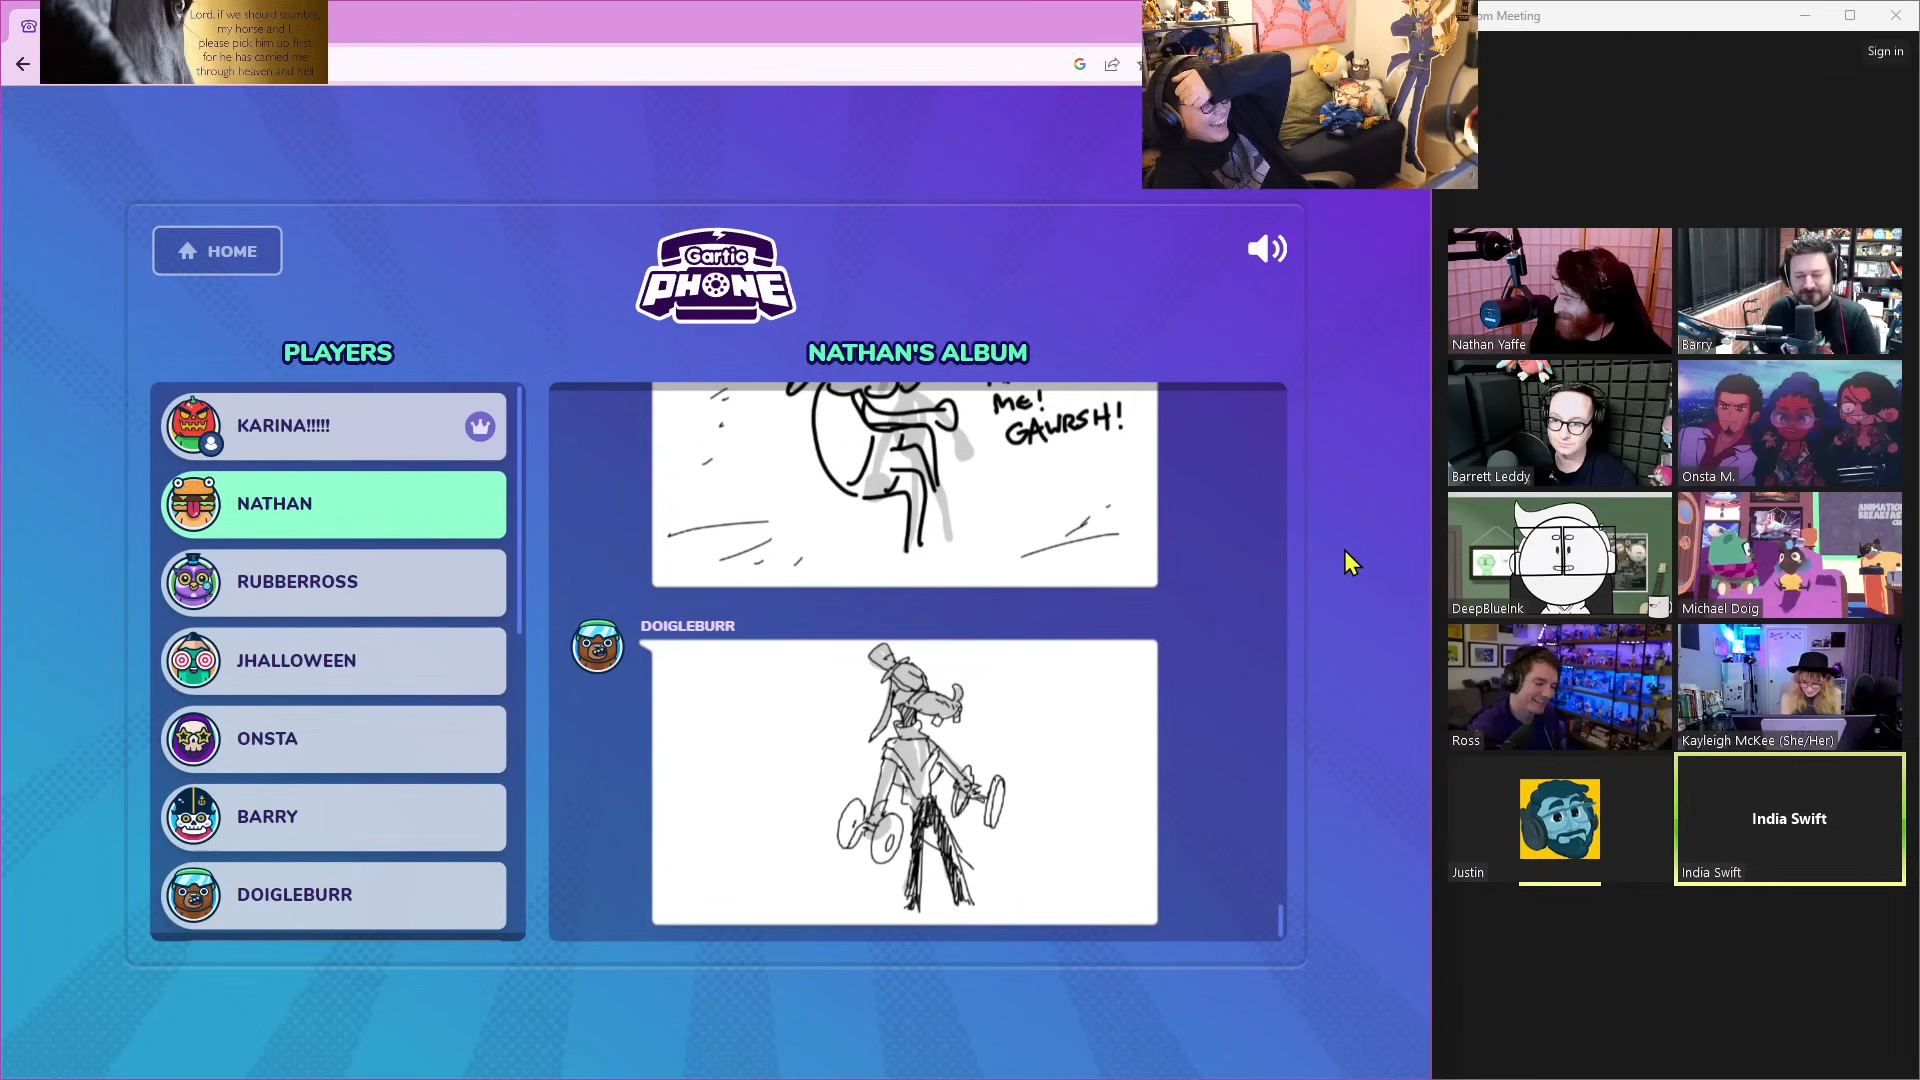 Lord, if we should stumble,
my horse and I,
please pick him up first,
for he has carried me
through heaven and hell
om Meeting
Sign in
HOME
Gartic
PHONE
PLAYERS
NATHAN'S ALBUM
KARINA!!!!!
NATHAN
RUBBERROSS
JHALLOWEEN
ONSTA
BARRY
DOIGLEBURR
ME!
GAWRSH!
DOIGLEBURR
Nathan Yaffe
Barry
Barrett Leddy
Onsta M.
ANIMATION
BREAKFAST
DeepBlueInk
Michael Doig
Ross
Kayleigh McKee (She/Her)
Justin
India Swift
India Swift